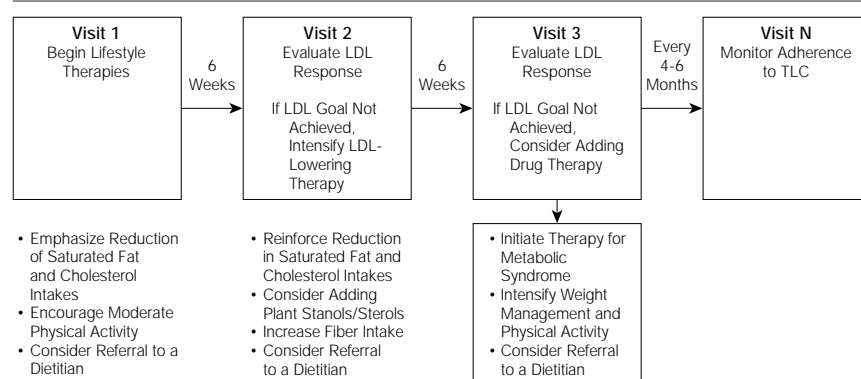 Visit 1
Begin Lifestyle
Therapies
6
Weeks
Visit 2
Evaluate LDL
Response
If LDL Goal Not
Achieved,
Intensify LDL-
Lowering
Therapy
6
Weeks
Visit 3
Evaluate LDL
Response
If LDL Goal Not
Achieved,
Consider Adding
Drug Therapy
Every
4-6
Months
Visit N
Monitor Adherence
to TLC
• Emphasize Reduction
of Saturated Fat
and Cholesterol
Intakes
• Encourage Moderate
Physical Activity
• Consider Referral to a
Dietitian
• Reinforce Reduction
in Saturated Fat and
Cholesterol Intakes
• Consider Adding
Plant Stanols/Sterols
• Increase Fiber Intake
• Consider Referral
to a Dietitian
• Initiate Therapy for
Metabolic
Syndrome
• Intensify Weight
Management and
Physical Activity
• Consider Referral
to a Dietitian